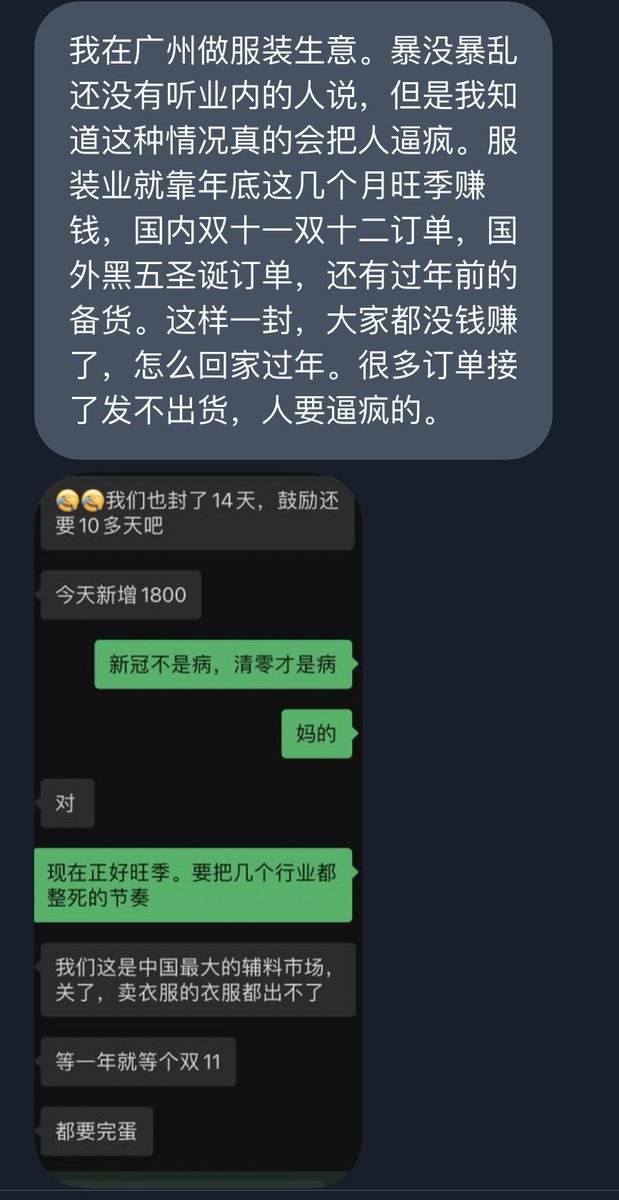 我在广州做服装生意。暴没暴乱
还没有听业内的人说，但是我知
道这种情况真的会把人逼疯。服
装业就靠年底这几个月旺季赚
钱，国内双十一双十二订单，国
外黑五圣诞订单，还有过年前的
备货。这样一封，大家都没钱赚
了，怎么回家过年。很多订单接
了发不出货，人要逼疯的。
🤣🤣我们也封了14天，鼓励还
要10多天吧
今天新增1800
新冠不是病，清零才是病
妈的
对
现在正好旺季。要把几个行业都
整死的节奏
我们这是中国最大的辅料市场，
关了，卖衣服的衣服都出不了
等一年就等个双11
都要完蛋